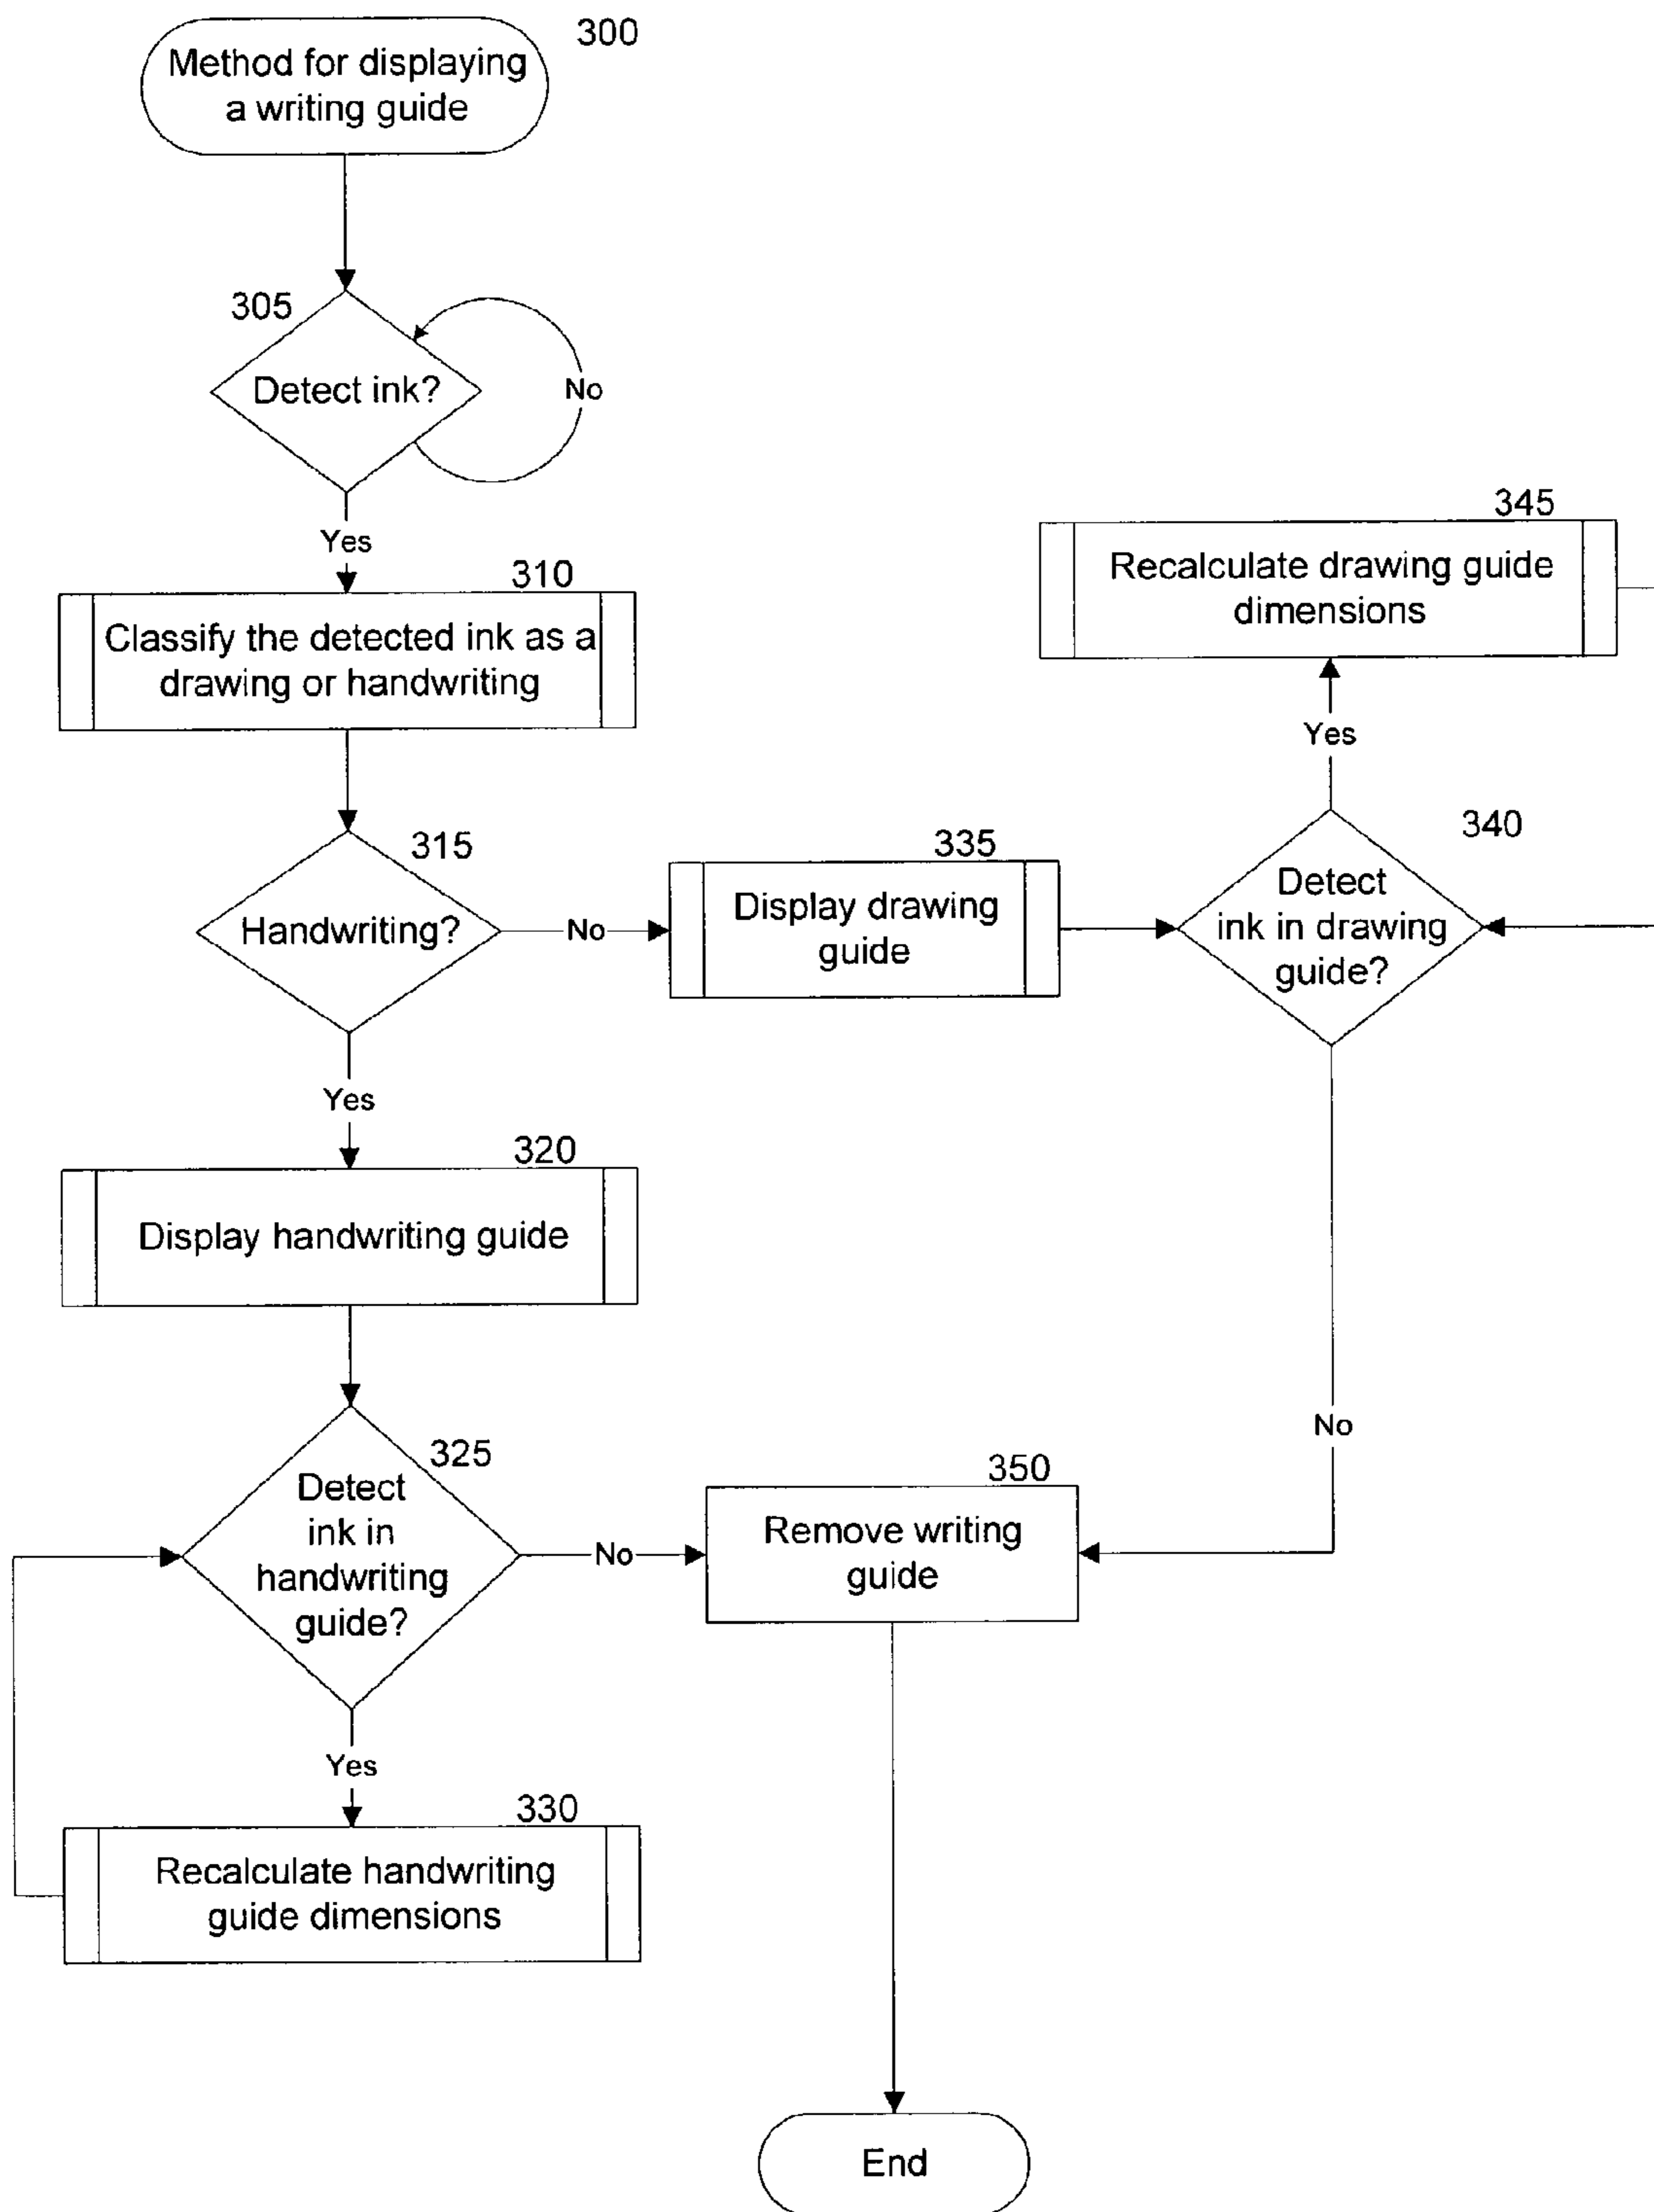 300
Method for displaying
a writing guide
305
Detect ink?
No
Yes
310
Classify the detected ink as a
drawing or handwriting
315
Handwriting?
No
335
Display drawing
guide
345
Recalculate drawing guide
dimensions
Yes
340
Detect
ink in drawing
guide?
No
Yes
320
Display handwriting guide
325
Detect
ink in
handwriting
guide?
No
350
Remove writing
guide
Yes
330
Recalculate handwriting
guide dimensions
End